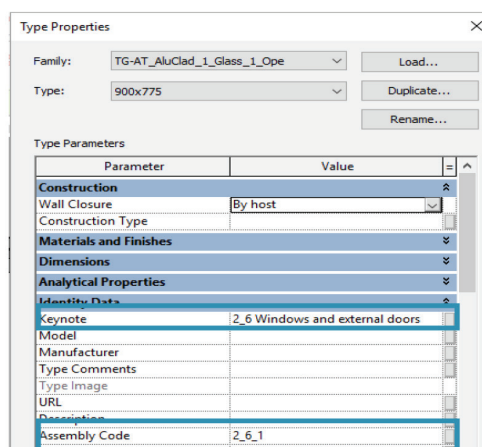 Type Properties
Family: TG-AT_AluClad_1_Glass_1_Ope Load...
Type: 900x775 Duplicate...
Rename...
Type Parameters
Parameter Value =
Construction
Wall Closure By host
Construction Type
Materials and Finishes
Dimensions
Analytical Properties
Identity Data
Keynote 2_6 Windows and external doors
Model
Manufacturer
Type Comments
Type Image
URL
Description
Assembly Code 2_6_1